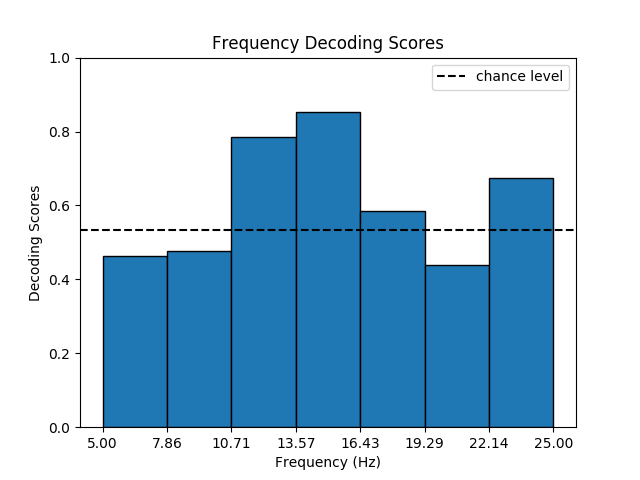 Frequency Decoding Scores
chance level
1.0
0.8
0.6
0.4
0.2
0.0
Decoding Scores
5.00 7.86 10.71 13.57 16.43 19.29 22.14 25.00
Frequency (Hz)